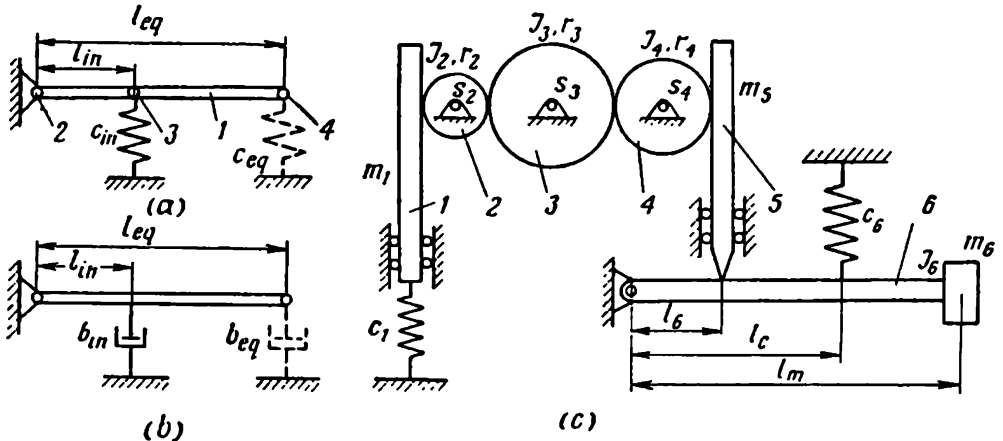 l_eq
l_in
2
c_in
3
1
c_eq
4
(a)
l_eq
l_in
b_in
b_eq
(b)
J_2, r_2
J_3, r_3
J_4, r_4
s_2
s_3
s_4
m_1
m_5
1
2
3
4
5
c_6
6
m_6
J_6
c_1
l_6
l_c
l_m
(c)